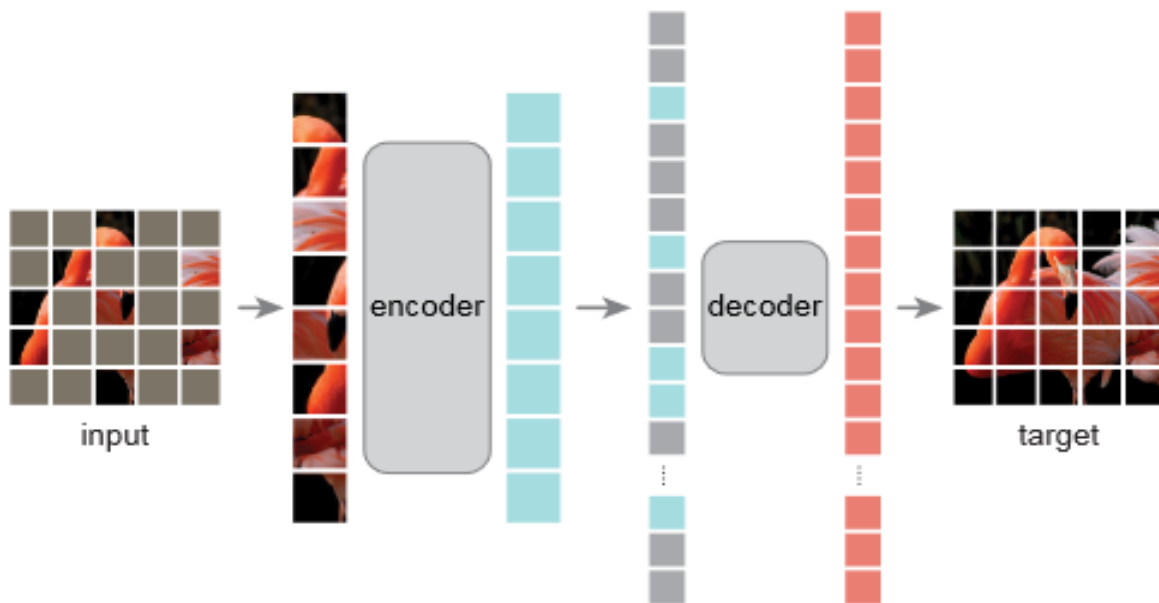 encoder
decoder
input
target